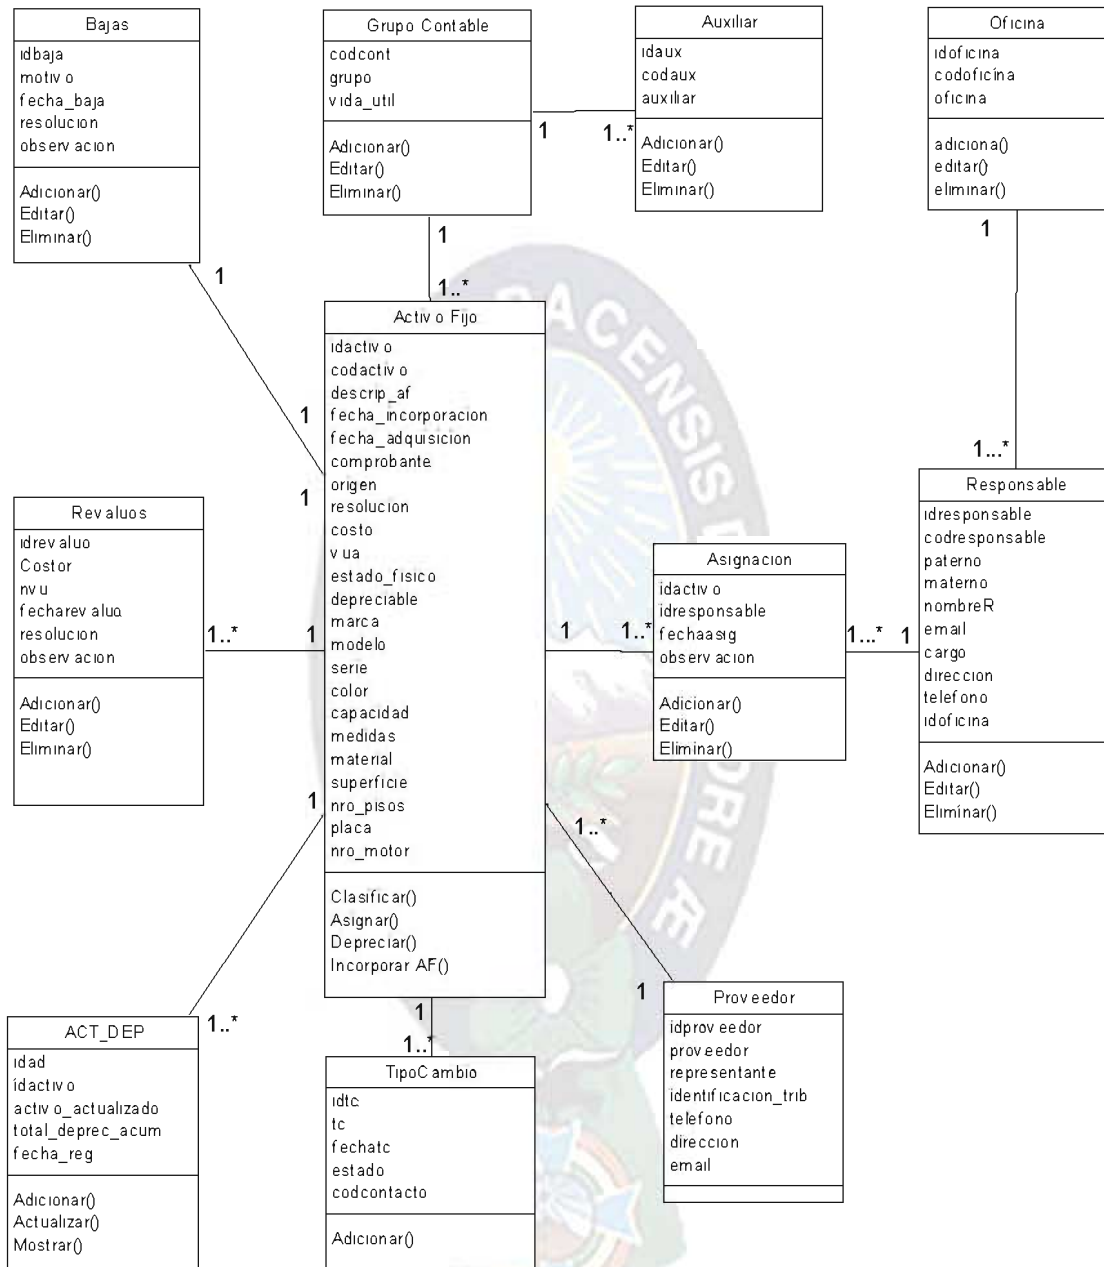 Bajas
idbaja
motivo
fecha_baja
resolucion
observacion
Adicionar()
Editar()
Eliminar()
Grupo Contable
codcont
grupo
vida_util
Adicionar()
Editar()
Eliminar()
Auxiliar
idaux
codaux
auxiliar
Adicionar()
Editar()
Eliminar()
Oficina
idoficina
codoficina
oficina
adiciona()
editar()
eliminar()
1
1..*
1
1..*
1
1...*
1
1
Activo Fijo
idactivo
codactivo
descrip_af
fecha_incorporacion
fecha_adquisicion
comprobante
origen
resolucion
costo
vua
estado_fisico
depreciable
marca
modelo
serie
color
capacidad
medidas
material
superficie
nro_pisos
placa
nro_motor
Clasificar()
Asignar()
Depreciar()
Incorporar AF()
1
Revaluos
idrevaluo
Costor
nvu
fecharevaluo
resolucion
observacion
Adicionar()
Editar()
Eliminar()
1..*
1
1
1..*
Asignacion
idactivo
idresponsable
fechaasig
observacion
Adicionar()
Editar()
Eliminar()
1...*
1
Responsable
idresponsable
codresponsable
paterno
materno
nombreR
email
cargo
direccion
telefono
idoficina
Adicionar()
Editar()
Eliminar()
1
1..*
1..*
1
1
1..*
ACT_DEP
idad
idactivo
activo_actualizado
total_deprec_acum
fecha_reg
Adicionar()
Actualizar()
Mostrar()
TipoCambio
idtc
tc
fechatc
estado
codcontacto
Adicionar()
Proveedor
idproveedor
proveedor
representante
identificacion_trib
telefono
direccion
email
PACENSIS D
ORE Æ